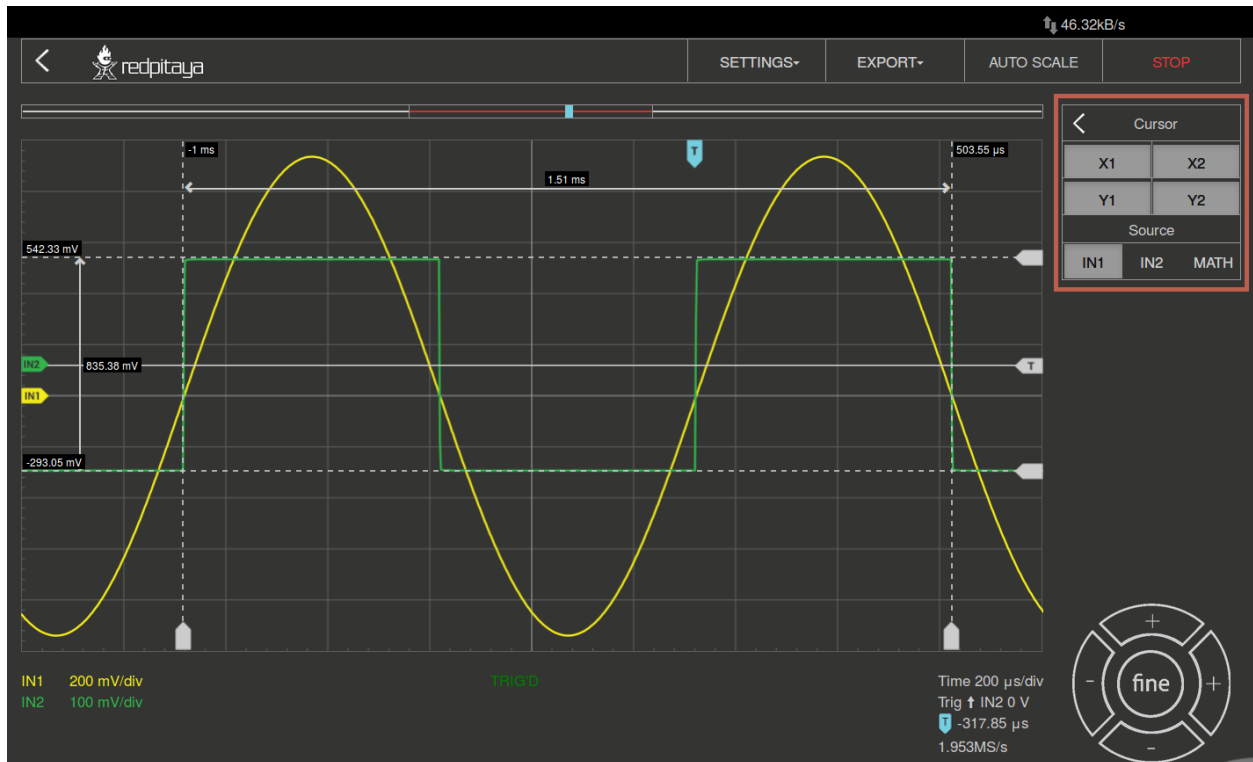 46.32kB/s
redpitaya SETTINGS EXPORT AUTO SCALE STOP
Cursor
X1 X2
Y1 Y2
Source
IN1 IN2 MATH
-1 ms T 503.55 µs
1.51 ms
542.33 mV
IN2 835.38 mV T
IN1
-293.05 mV
+
- fine +
-
IN1 200 mV/div TRIG'D Time 200 µs/div
IN2 100 mV/div Trig IN2 0 V
T -317.85 µs
1.953MS/s